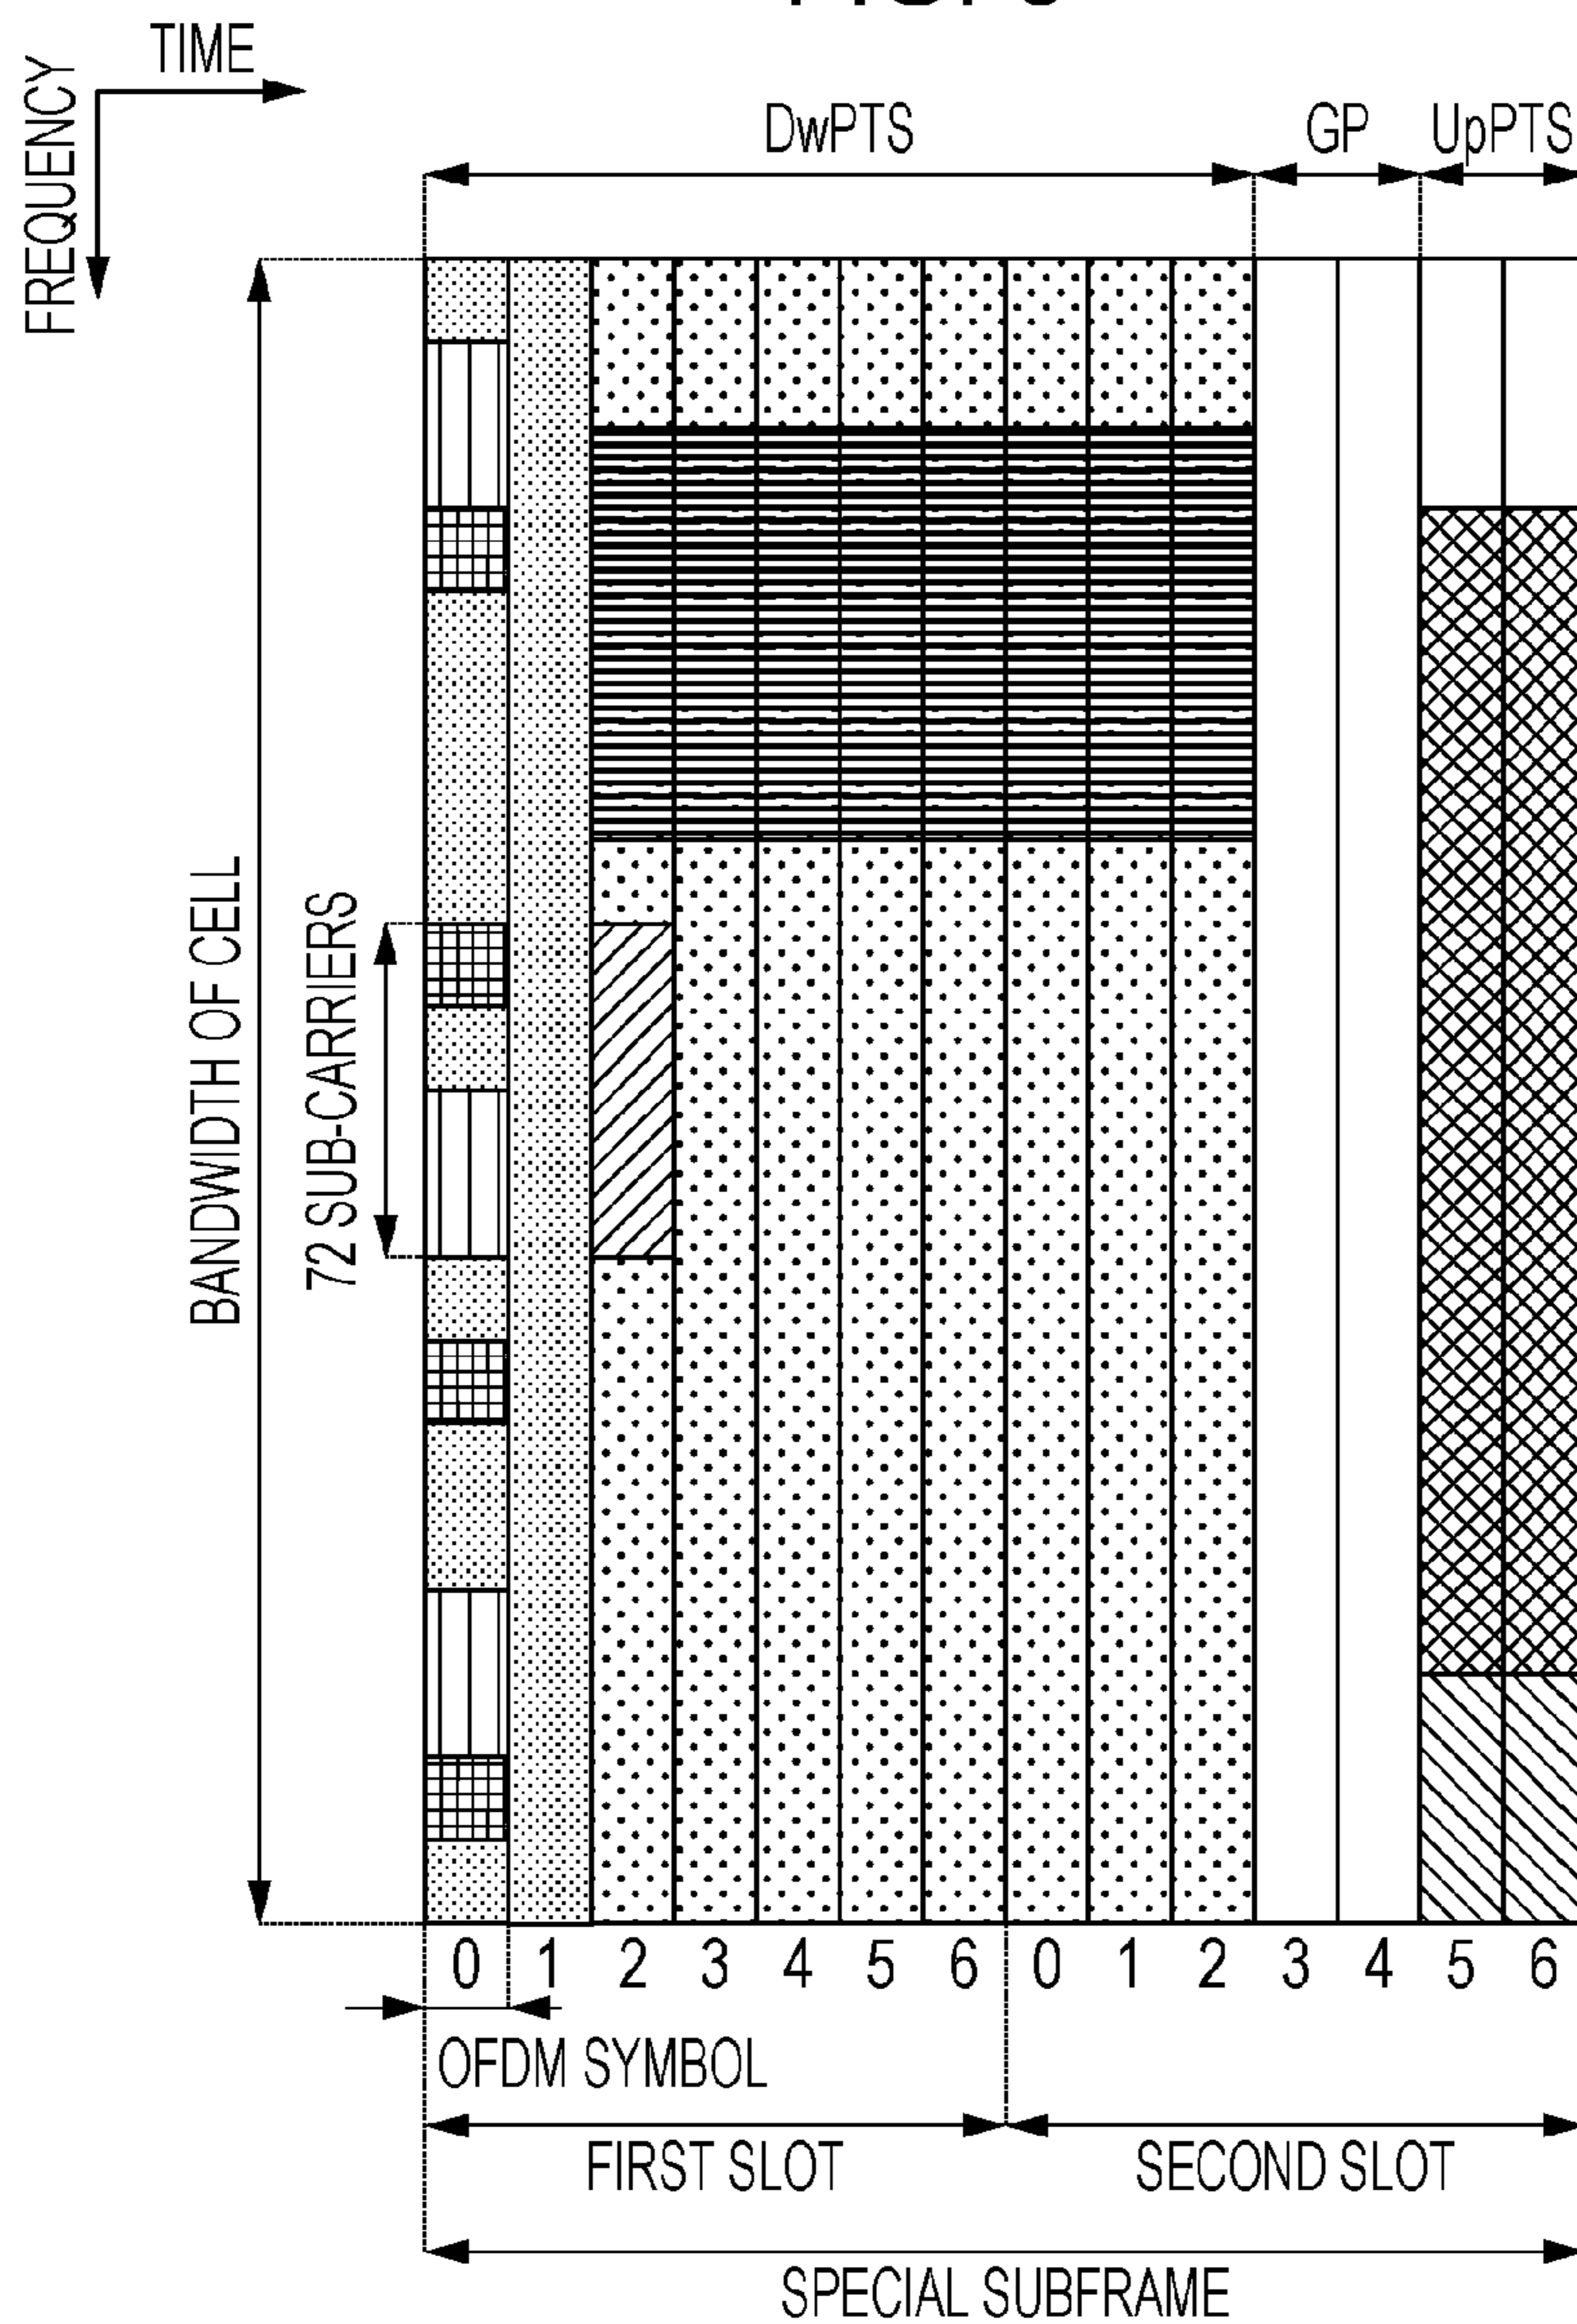 TIME
FREQUENCY
DwPTS
GP
UpPTS
BANDWIDTH OF CELL
72 SUB-CARRIERS
0 1 2 3 4 5 6 0 1 2 3 4 5 6
OFDM SYMBOL
FIRST SLOT
SECOND SLOT
SPECIAL SUBFRAME